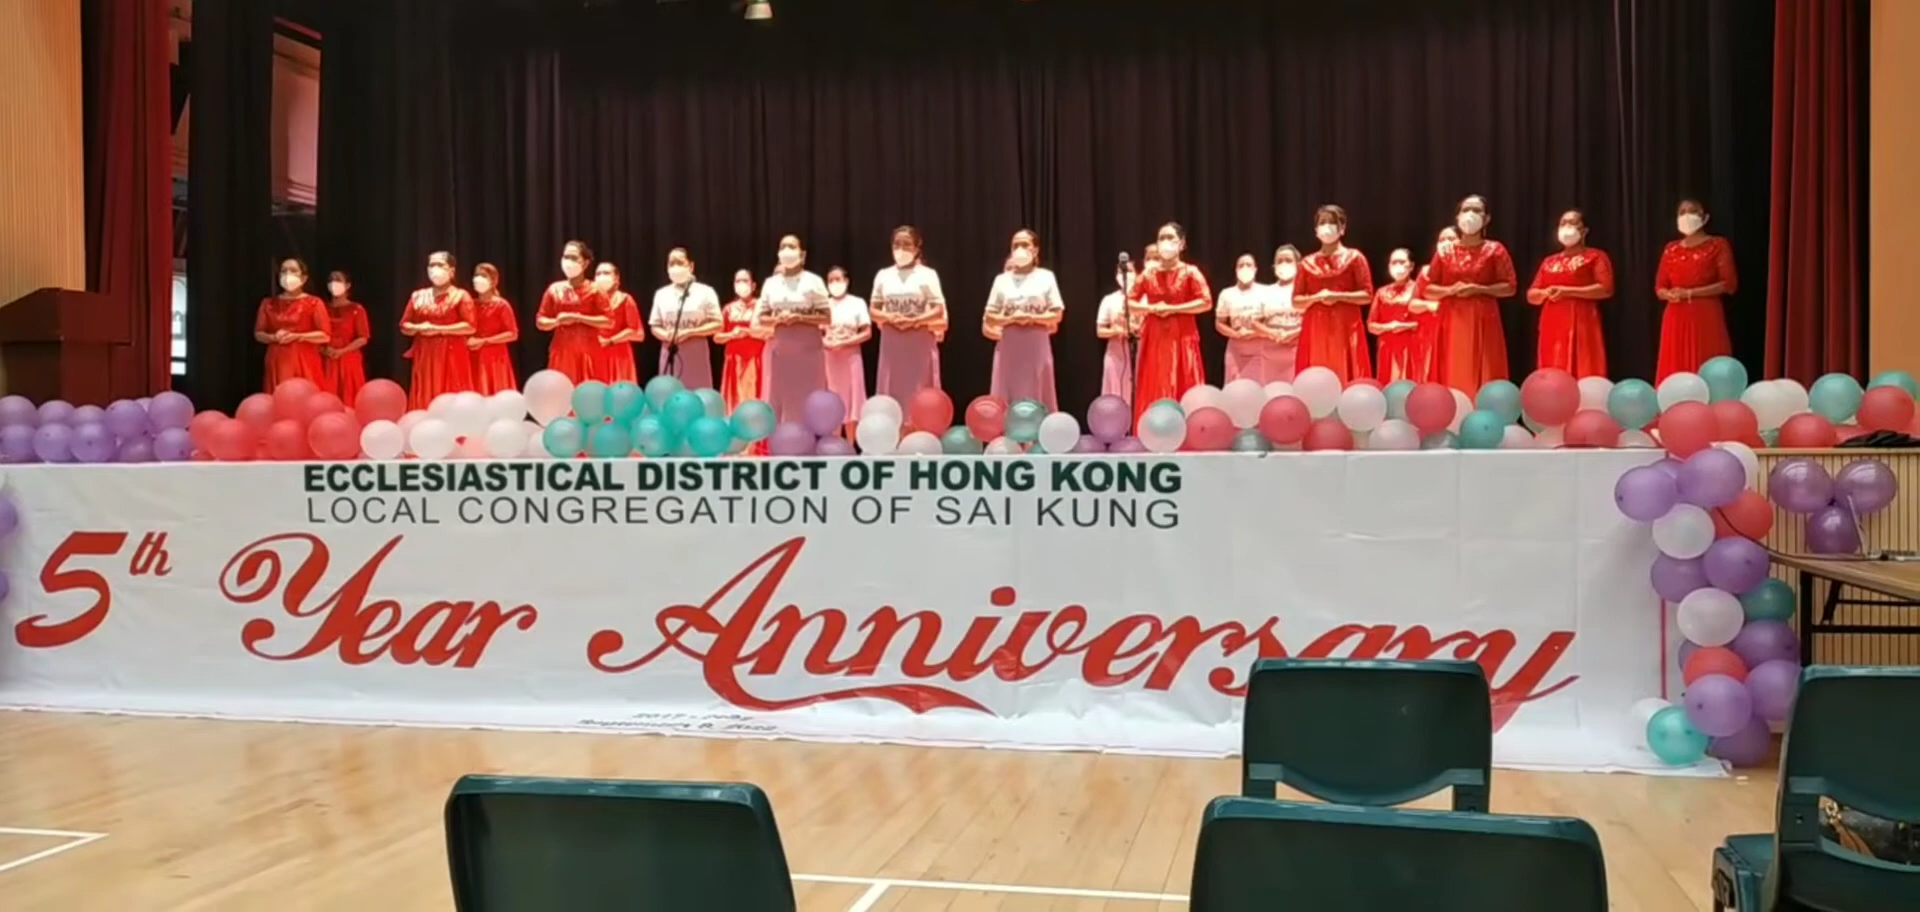 ECCLESIASTICAL DISTRICT OF HONG KONG
LOCAL CONGREGATION OF SAI KUNG
5th Year Anniversary